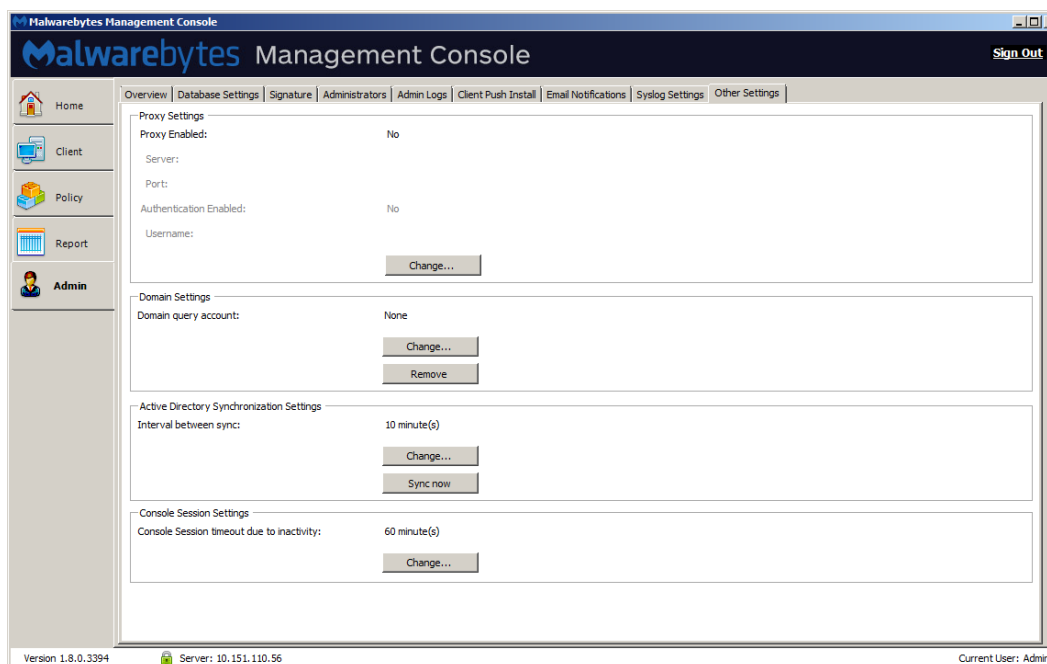 Malwarebytes Management Console
Malwarebytes Management Console
Sign Out
Home
Client
Policy
Report
Admin
Overview Database Settings Signature Administrators Admin Logs Client Push Install Email Notifications Syslog Settings Other Settings
Proxy Settings
Proxy Enabled: No
Server:
Port:
Authentication Enabled: No
Username:
Change...
Domain Settings
Domain query account: None
Change...
Remove
Active Directory Synchronization Settings
Interval between sync: 10 minute(s)
Change...
Sync now
Console Session Settings
Console Session timeout due to inactivity: 60 minute(s)
Change...
Version 1.8.0.3394 Server: 10.151.110.56 Current User: Admin